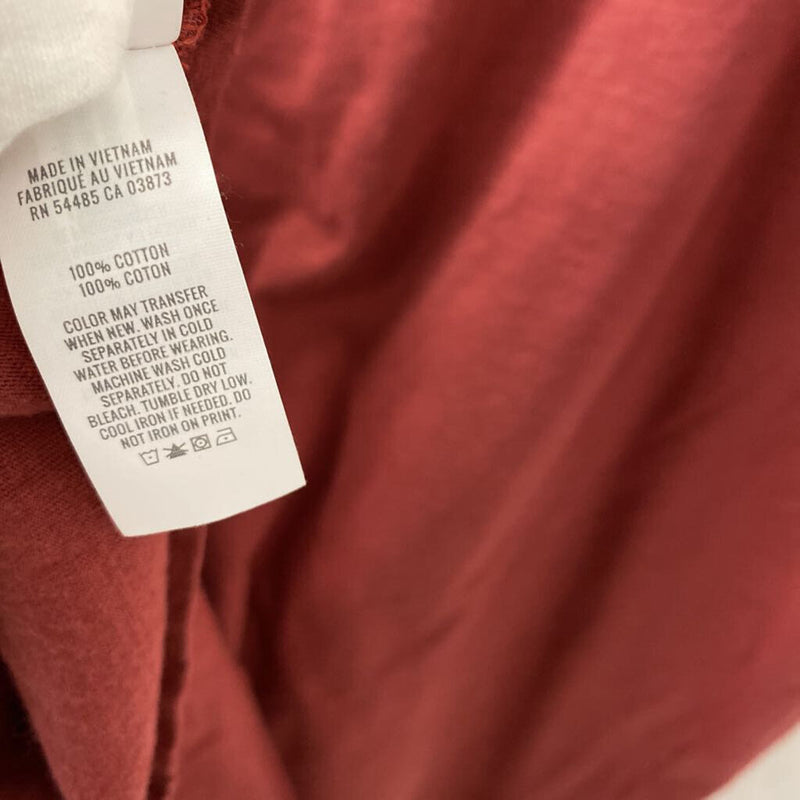 MADE IN VIETNAM
FABRIQUÉ AU VIETNAM
RN 54485 CA 03873
100% COTTON
100% COTON
COLOR MAY TRANSFER
WHEN NEW. WASH ONCE
SEPARATELY IN COLD
WATER BEFORE WEARING.
MACHINE WASH COLD
SEPARATELY. DO NOT
BLEACH. TUMBLE DRY LOW.
COOL IRON IF NEEDED. DO
NOT IRON ON PRINT.